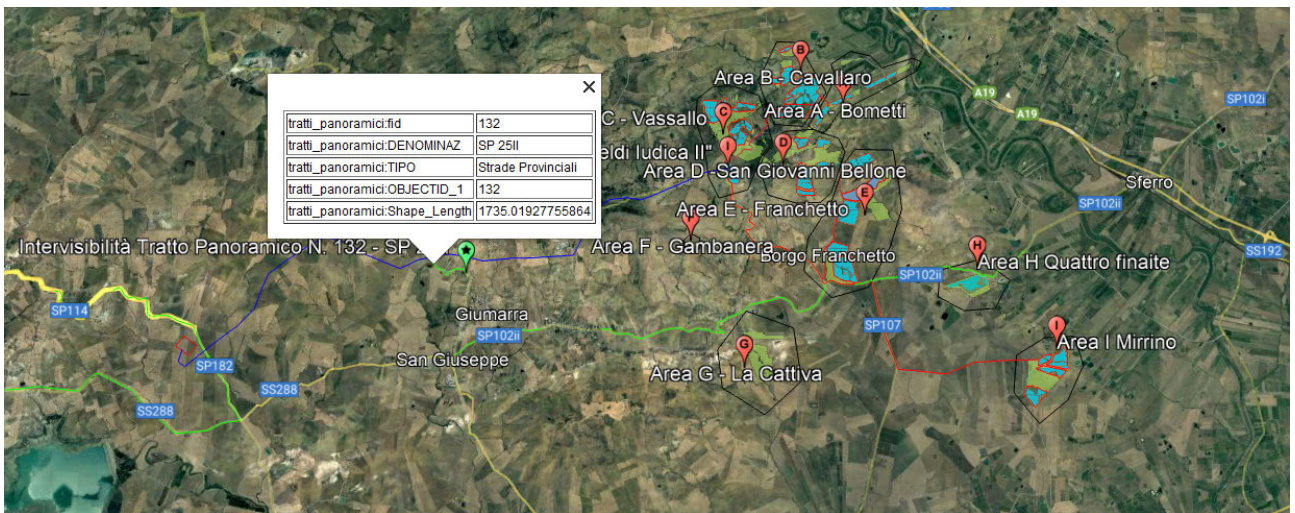 B
SP102i
A19
Area B - Cavallaro
tratti_panoramici:fid 132
tratti_panoramici:DENOMINAZ SP 25II
tratti_panoramici:TIPO Strade Provinciali
tratti_panoramici:OBJECTID_1 132
tratti_panoramici:Shape_Length 1735.01927755864
C
C - Vassallo
Area A - Bometti
A19
D
eldi Iudica II"
Area D -San Giovanni Bellone
Sferro
E
SP102ii
Area E - Franchetto
Intervisibilità Tratto Panoramico N. 132 - SP
Area F - Gambanera
Borgo Franchetto
H
Area H Quattro finaite
SS192
SP102ii
SP114
Giumarra
SP102ii
SP107
I
Area I Mirrino
San Giuseppe
G
Area G - La Cattiva
SP182
SS288
SS288